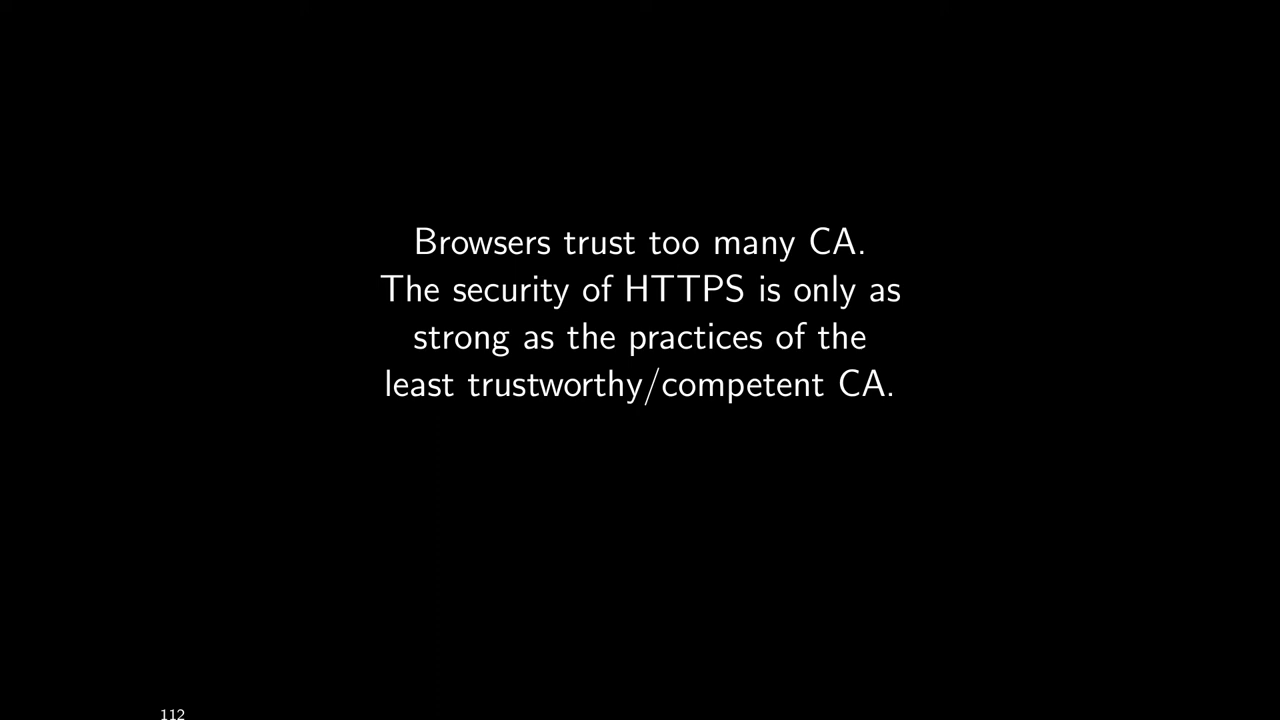 Browsers trust too many CA.
The security of HTTPS is only as
strong as the practices of the
least trustworthy/competent CA.
112